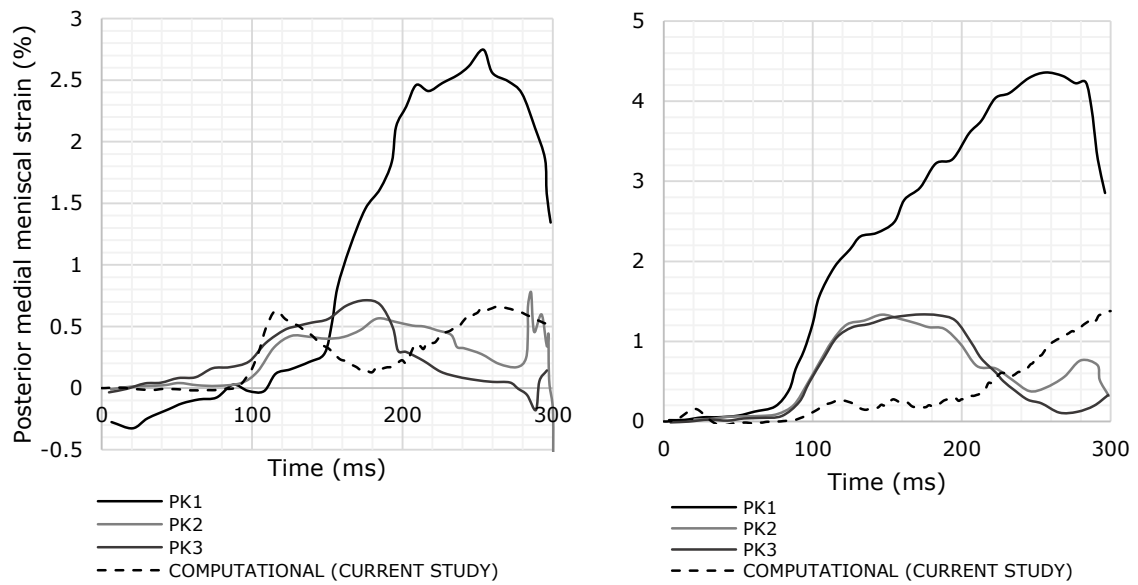 Posterior medial meniscal strain (%)
3
2.5
2
1.5
1
0.5
0
-0.5
0
100
200
300
Time (ms)
PK1
PK2
PK3
COMPUTATIONAL (CURRENT STUDY)
5
4
3
2
1
0
0
100
200
300
Time (ms)
PK1
PK2
PK3
COMPUTATIONAL (CURRENT STUDY)